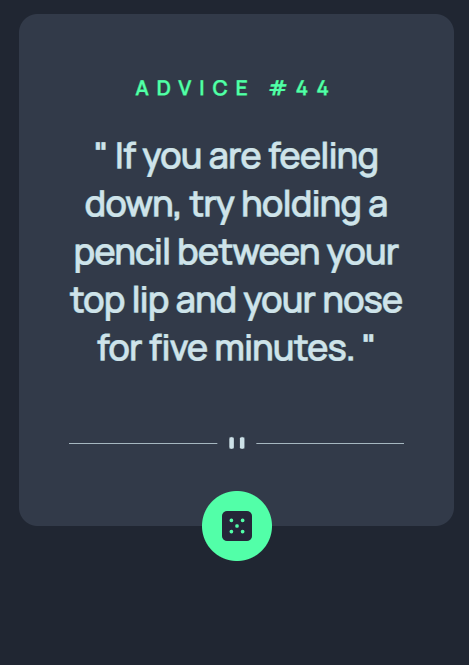 ADVICE #44
" If you are feeling
down, try holding a
pencil between your
top lip and your nose
for five minutes. "